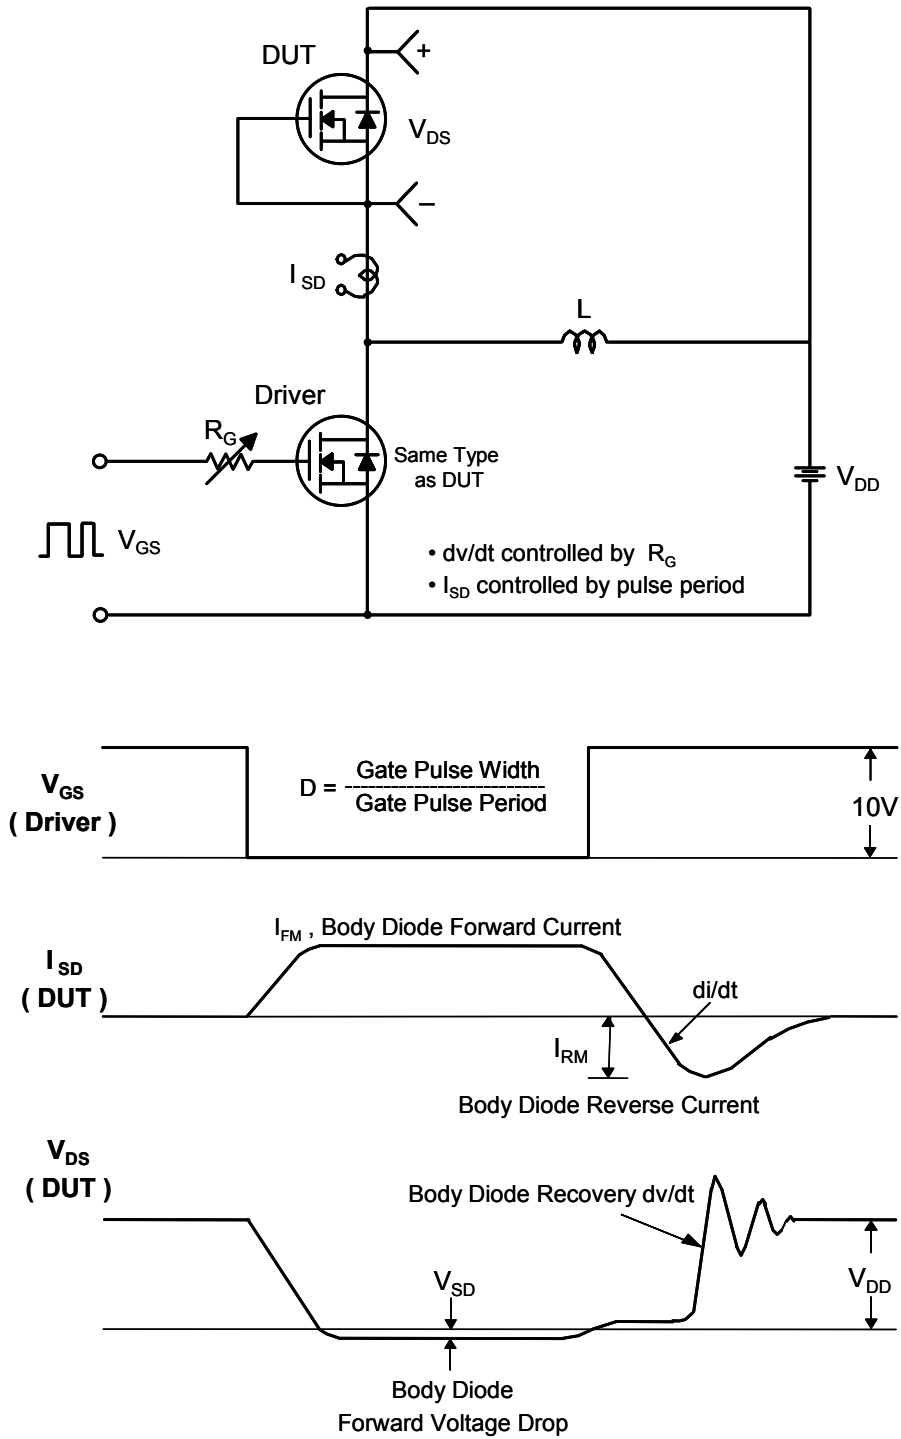 DUT
+
V_DS
−
I_SD
L
Driver
R_G
Same Type
as DUT
V_DD
V_GS
• dv/dt controlled by R_G
• I_SD controlled by pulse period
V_GS
( Driver )
D = Gate Pulse Width
Gate Pulse Period
10V
I_FM , Body Diode Forward Current
I_SD
( DUT )
di/dt
I_RM
Body Diode Reverse Current
V_DS
( DUT )
Body Diode Recovery dv/dt
V_SD
V_DD
Body Diode
Forward Voltage Drop